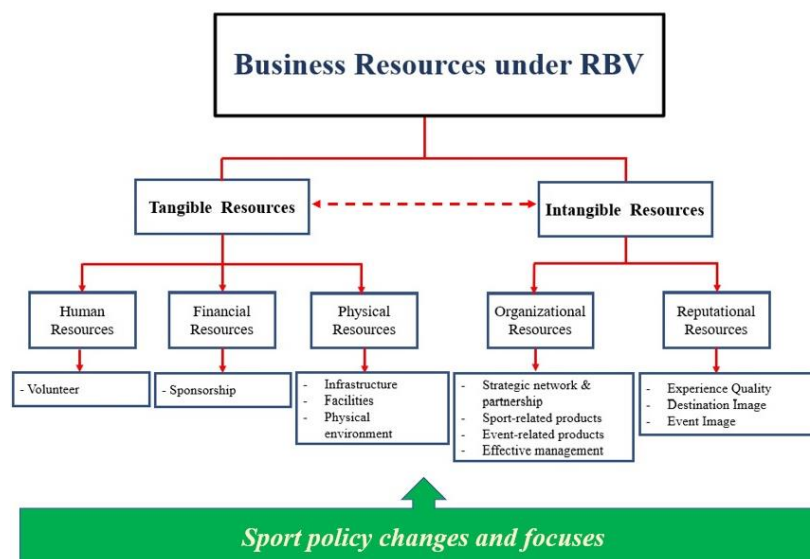 Business Resources under RBV
Tangible Resources
Intangible Resources
Human
Resources
Financial
Resources
Physical
Resources
Organizational
Resources
Reputational
Resources
- Volunteer
- Sponsorship
- Infrastructure
- Facilities
- Physical
environment
- Strategic network &
partnership
- Sport-related products
- Event-related products
- Effective management
- Experience Quality
- Destination Image
- Event Image
Sport policy changes and focuses